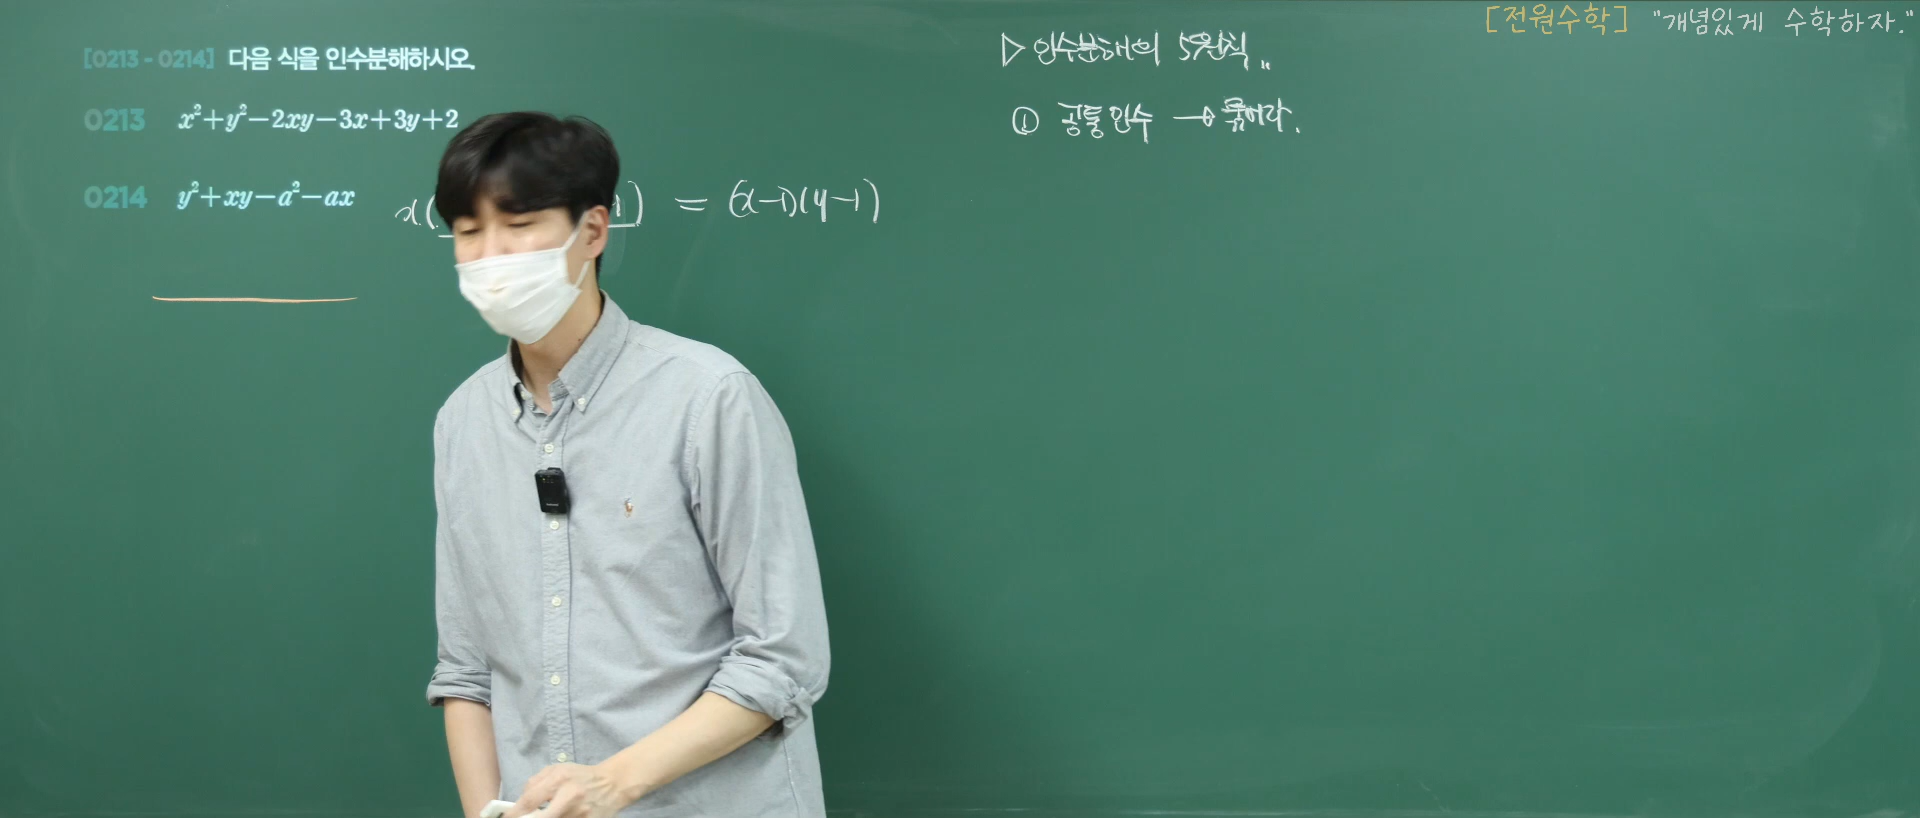 [전원수학] "개념있게 수학하자."
[0213 - 0214] 다음 식을 인수분해하시오.
0213 x²+y²−2xy−3x+3y+2
0214 y²+xy−a²−ax
x( 1) = (x−1)(y−1)
▷ 인수분해의 5원칙..
① 공통인수 → 묶어라.